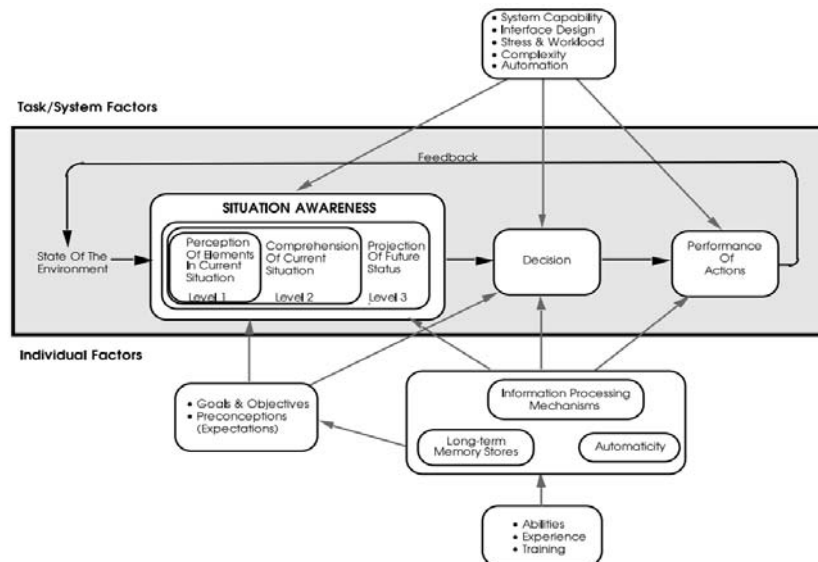 • System Capability
• Interface Design
• Stress & Workload
• Complexity
• Automation
Task/System Factors
Feedback
SITUATION AWARENESS
State Of The
Environment
Perception
Of Elements
In Current
Situation
Level 1
Comprehension
Of Current
Situation
Level 2
Projection
Of Future
Status
Level 3
Decision
Performance
Of
Actions
Individual Factors
• Goals & Objectives
• Preconceptions
(Expectations)
Information Processing
Mechanisms
Long-term
Memory Stores
Automaticity
• Abilities
• Experience
• Training